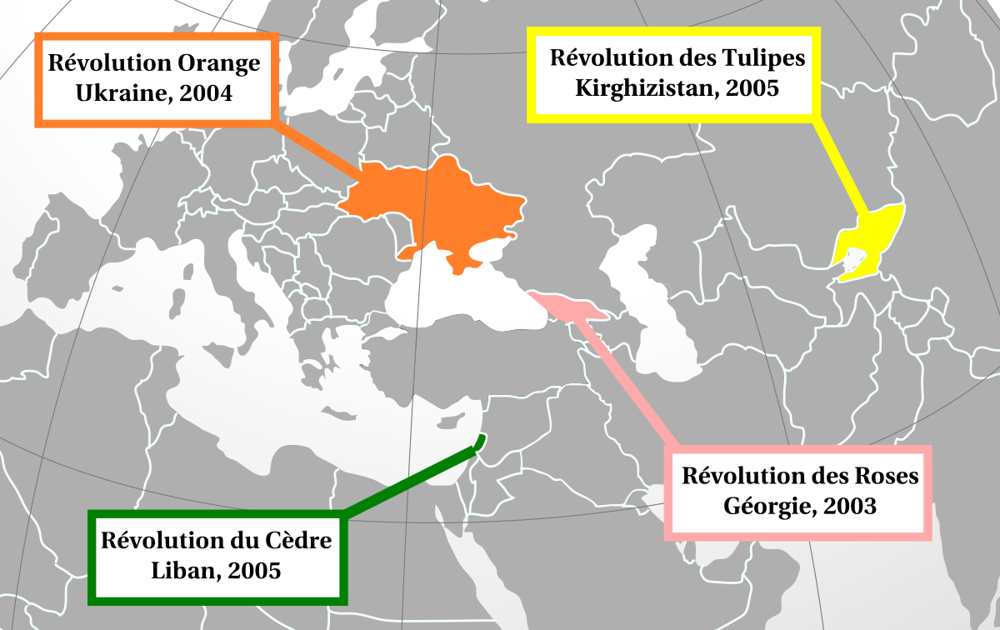 Révolution Orange
Ukraine, 2004
Révolution des Tulipes
Kirghizistan, 2005
Révolution des Roses
Géorgie, 2003
Révolution du Cèdre
Liban, 2005